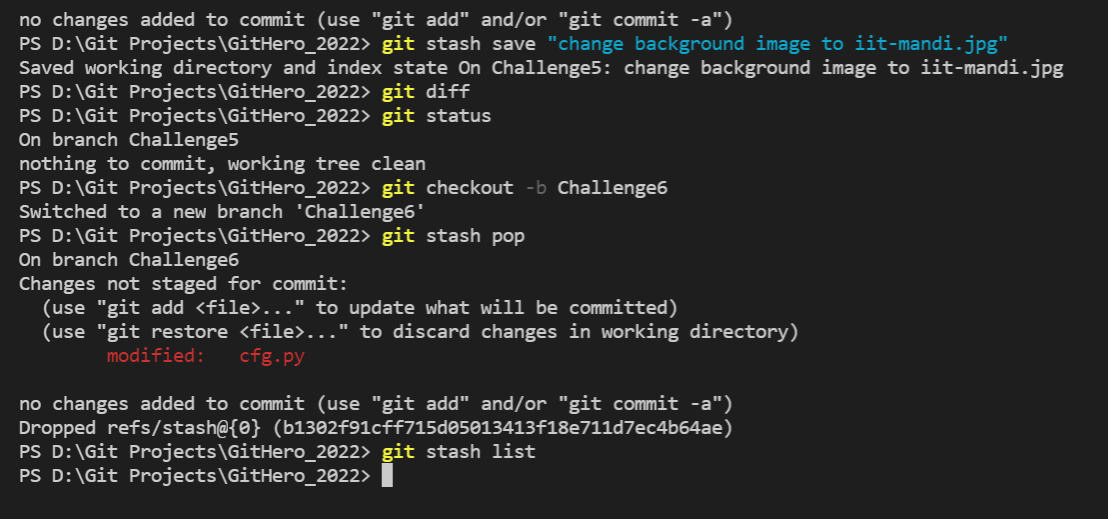 no changes added to commit (use "git add" and/or "git commit -a")
PS D:\Git Projects\GitHero_2022> git stash save "change background image to iit-mandi.jpg"
Saved working directory and index state On Challenge5: change background image to iit-mandi.jpg
PS D:\Git Projects\GitHero_2022> git diff
PS D:\Git Projects\GitHero_2022> git status
On branch Challenge5
nothing to commit, working tree clean
PS D:\Git Projects\GitHero_2022> git checkout -b Challenge6
Switched to a new branch 'Challenge6'
PS D:\Git Projects\GitHero_2022> git stash pop
On branch Challenge6
Changes not staged for commit:
  (use "git add <file>..." to update what will be committed)
  (use "git restore <file>..." to discard changes in working directory)
        modified:   cfg.py

no changes added to commit (use "git add" and/or "git commit -a")
Dropped refs/stash@{0} (b1302f91cff715d05013413f18e711d7ec4b64ae)
PS D:\Git Projects\GitHero_2022> git stash list
PS D:\Git Projects\GitHero_2022>